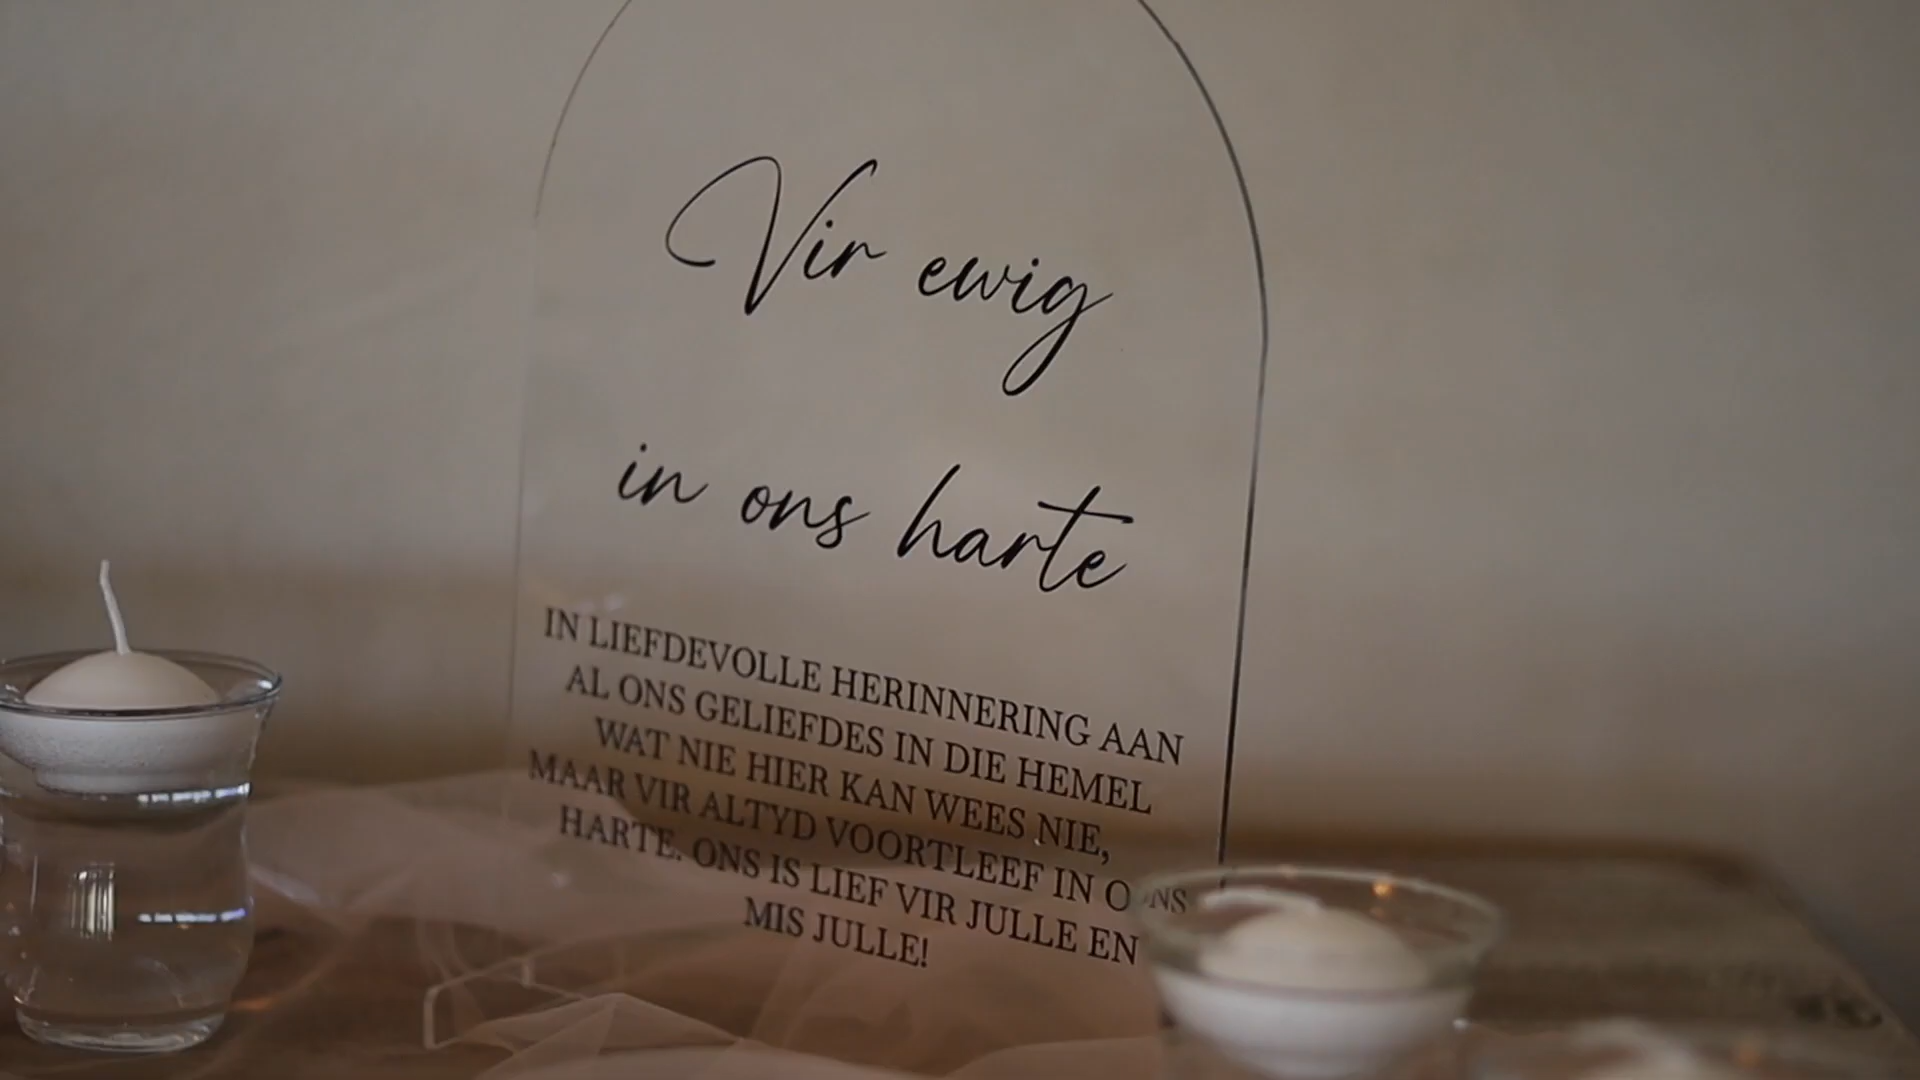 Vir ewig
in ons harte
IN LIEFDEVOLLE HERINNERING AAN
AL ONS GELIEFDES IN DIE HEMEL
WAT NIE HIER KAN WEES NIE,
MAAR VIR ALTYD VOORTLEEF IN ONS
HARTE. ONS IS LIEF VIR JULLE EN
MIS JULLE!